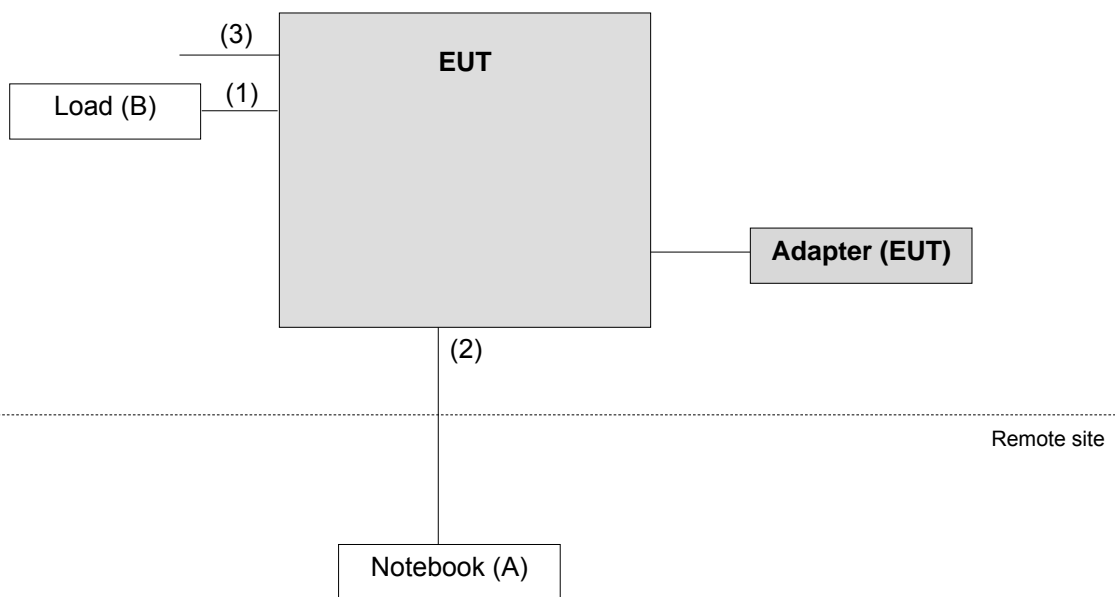 (3)
EUT
Load (B)
(1)
Adapter (EUT)
(2)
Remote site
Notebook (A)